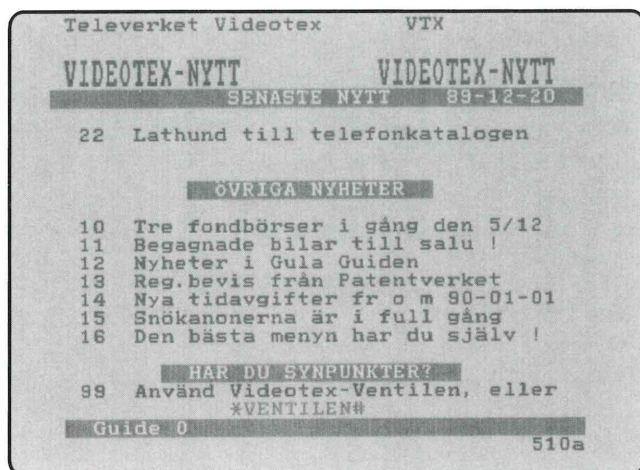 Televerket Videotex VTX
VIDEOTEX-NYTT VIDEOTEX-NYTT
SENASTE NYTT 89-12-20
22 Lathund till telefonkatalogen
ÖVRIGA NYHETER
10 Tre fondbörser i gång den 5/12
11 Begagnade bilar till salu !
12 Nyheter i Gula Guiden
13 Reg.bevis från Patentverket
14 Nya tidavgifter fr o m 90-01-01
15 Snökanonerna är i full gång
16 Den bästa menyn har du själv !
HAR DU SYNPUNKTER?
99 Använd Videotex-Ventilen, eller
*VENTILEN#
Guide 0
510a